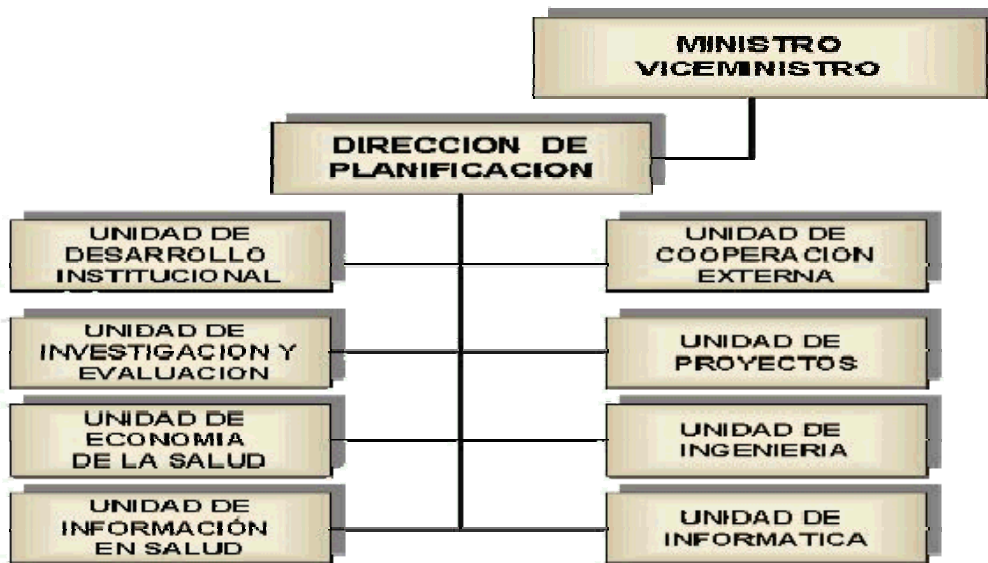 MINISTRO
VICEMINISTRO
DIRECCION DE
PLANIFICACION
UNIDAD DE
DESARROLLO
INSTITUCIONAL
UNIDAD DE
COOPERACION
EXTERNA
UNIDAD DE
INVESTIGACION Y
EVALUACION
UNIDAD DE
PROYECTOS
UNIDAD DE
ECONOMIA
DE LA SALUD
UNIDAD DE
INGENIERIA
UNIDAD DE
INFORMACIÓN
EN SALUD
UNIDAD DE
INFORMATICA